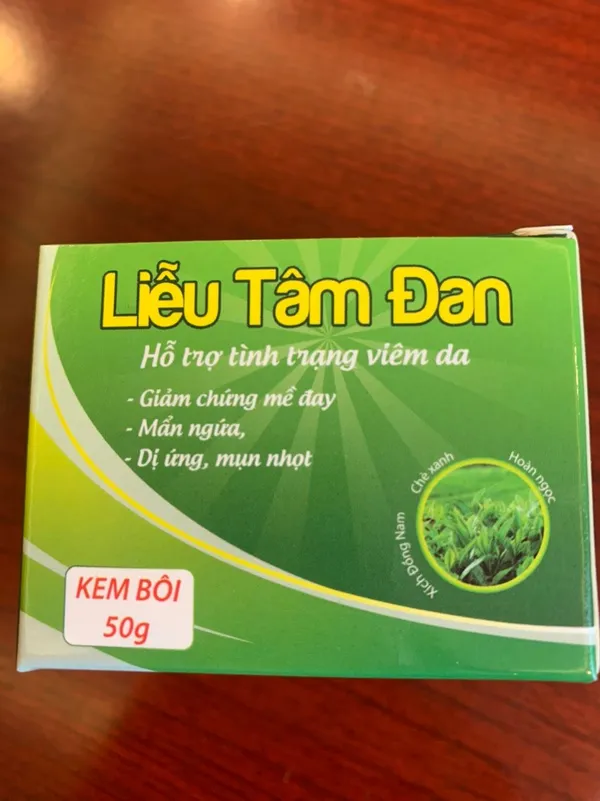 Liễu Tâm Đan
Hỗ trợ tình trạng viêm da
- Giảm chứng mề đay
- Mẩn ngứa,
- Dị ứng, mụn nhọt
Xích Đồng Nam
Chè xanh
Hoàn ngọc
KEM BÔI
50g